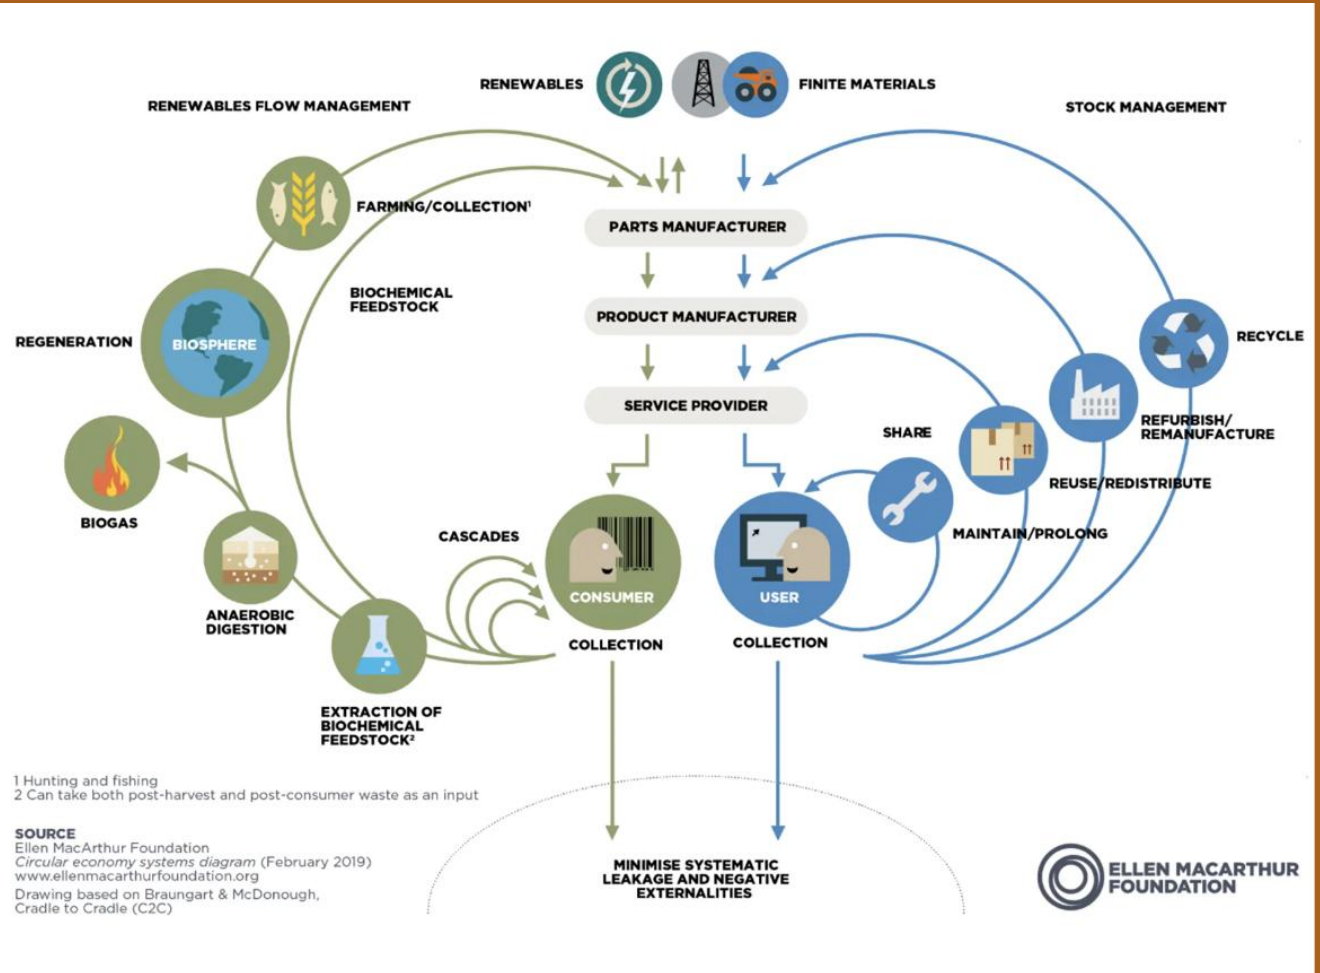 RENEWABLES
FINITE MATERIALS
RENEWABLES FLOW MANAGEMENT
STOCK MANAGEMENT
FARMING/COLLECTION¹
PARTS MANUFACTURER
BIOCHEMICAL
FEEDSTOCK
PRODUCT MANUFACTURER
REGENERATION
BIOSPHERE
RECYCLE
SERVICE PROVIDER
SHARE
REFURBISH/
REMANUFACTURE
REUSE/REDISTRIBUTE
BIOGAS
CASCADES
MAINTAIN/PROLONG
CONSUMER
USER
ANAEROBIC
DIGESTION
COLLECTION
COLLECTION
EXTRACTION OF
BIOCHEMICAL
FEEDSTOCK²
1 Hunting and fishing
2 Can take both post-harvest and post-consumer waste as an input
SOURCE
Ellen MacArthur Foundation
Circular economy systems diagram (February 2019)
www.ellenmacarthurfoundation.org
Drawing based on Braungart & McDonough,
Cradle to Cradle (C2C)
MINIMISE SYSTEMATIC
LEAKAGE AND NEGATIVE
EXTERNALITIES
ELLEN MACARTHUR
FOUNDATION